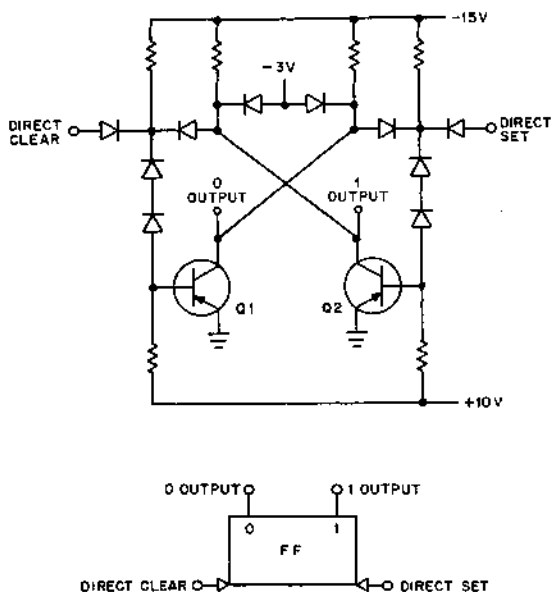 -15V
-3V
DIRECT
CLEAR
DIRECT
SET
0
OUTPUT
1
OUTPUT
Q1
Q2
+10V
0 OUTPUT
1 OUTPUT
0
1
FF
DIRECT CLEAR
DIRECT SET